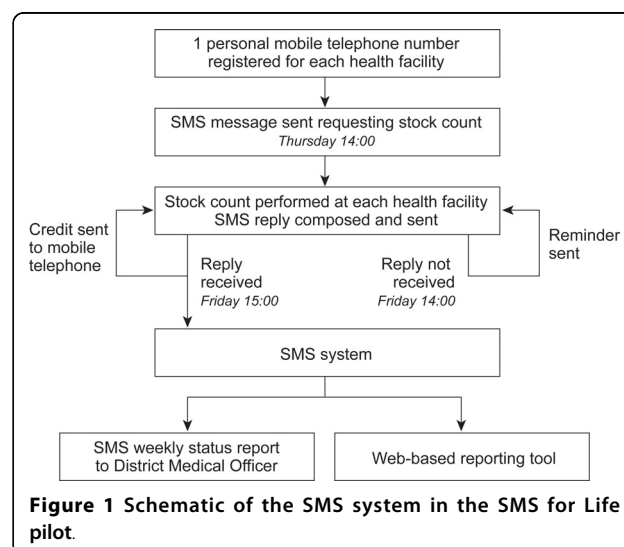 1 personal mobile telephone number
registered for each health facility
SMS message sent requesting stock count
Thursday 14:00
Stock count performed at each health facility
SMS reply composed and sent
Credit sent
to mobile
telephone
Reply
received
Friday 15:00
Reply not
received
Friday 14:00
Reminder
sent
SMS system
SMS weekly status report
to District Medical Officer
Web-based reporting tool
Figure 1 Schematic of the SMS system in the SMS for Life
pilot.